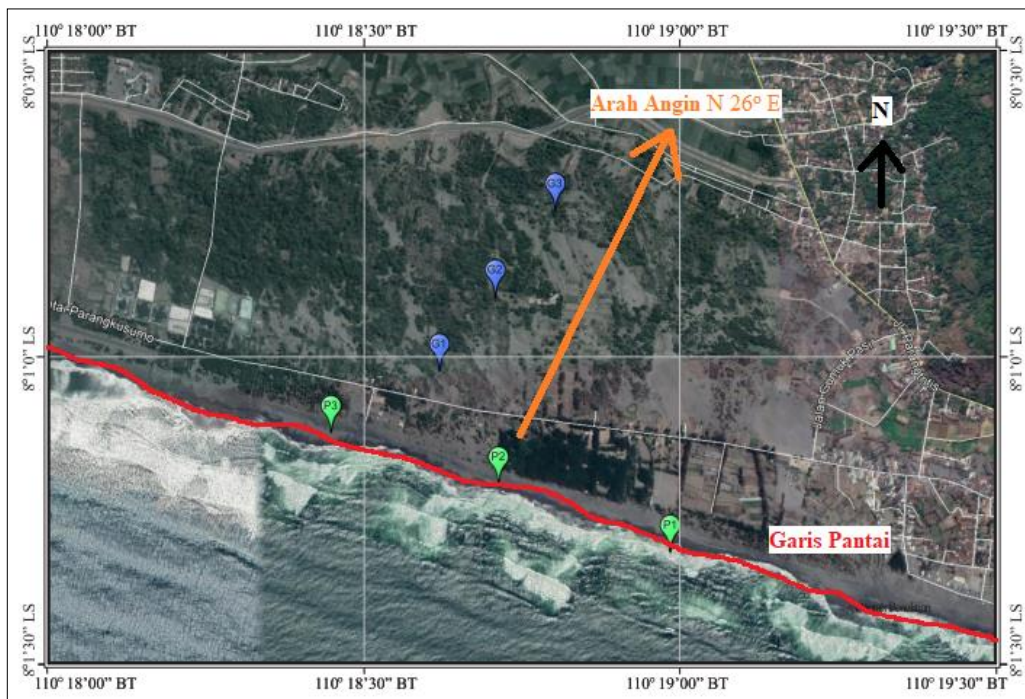 110° 18’00’’ BT
110° 18’30’’ BT
110° 19’00’’ BT
110° 19’30’’ BT
8°0’30’’ LS
8°0’30’’ LS
Arah Angin N 26° E
N
G3
G2
G1
ntai-Parangkusumo
8°1’0’’ LS
8°1’0’’ LS
P3
P2
P1
Garis Pantai
8°1’30’’ LS
8°1’30’’ LS
110° 18’00’’ BT
110° 18’30’’ BT
110° 19’00’’ BT
110° 19’30’’ BT